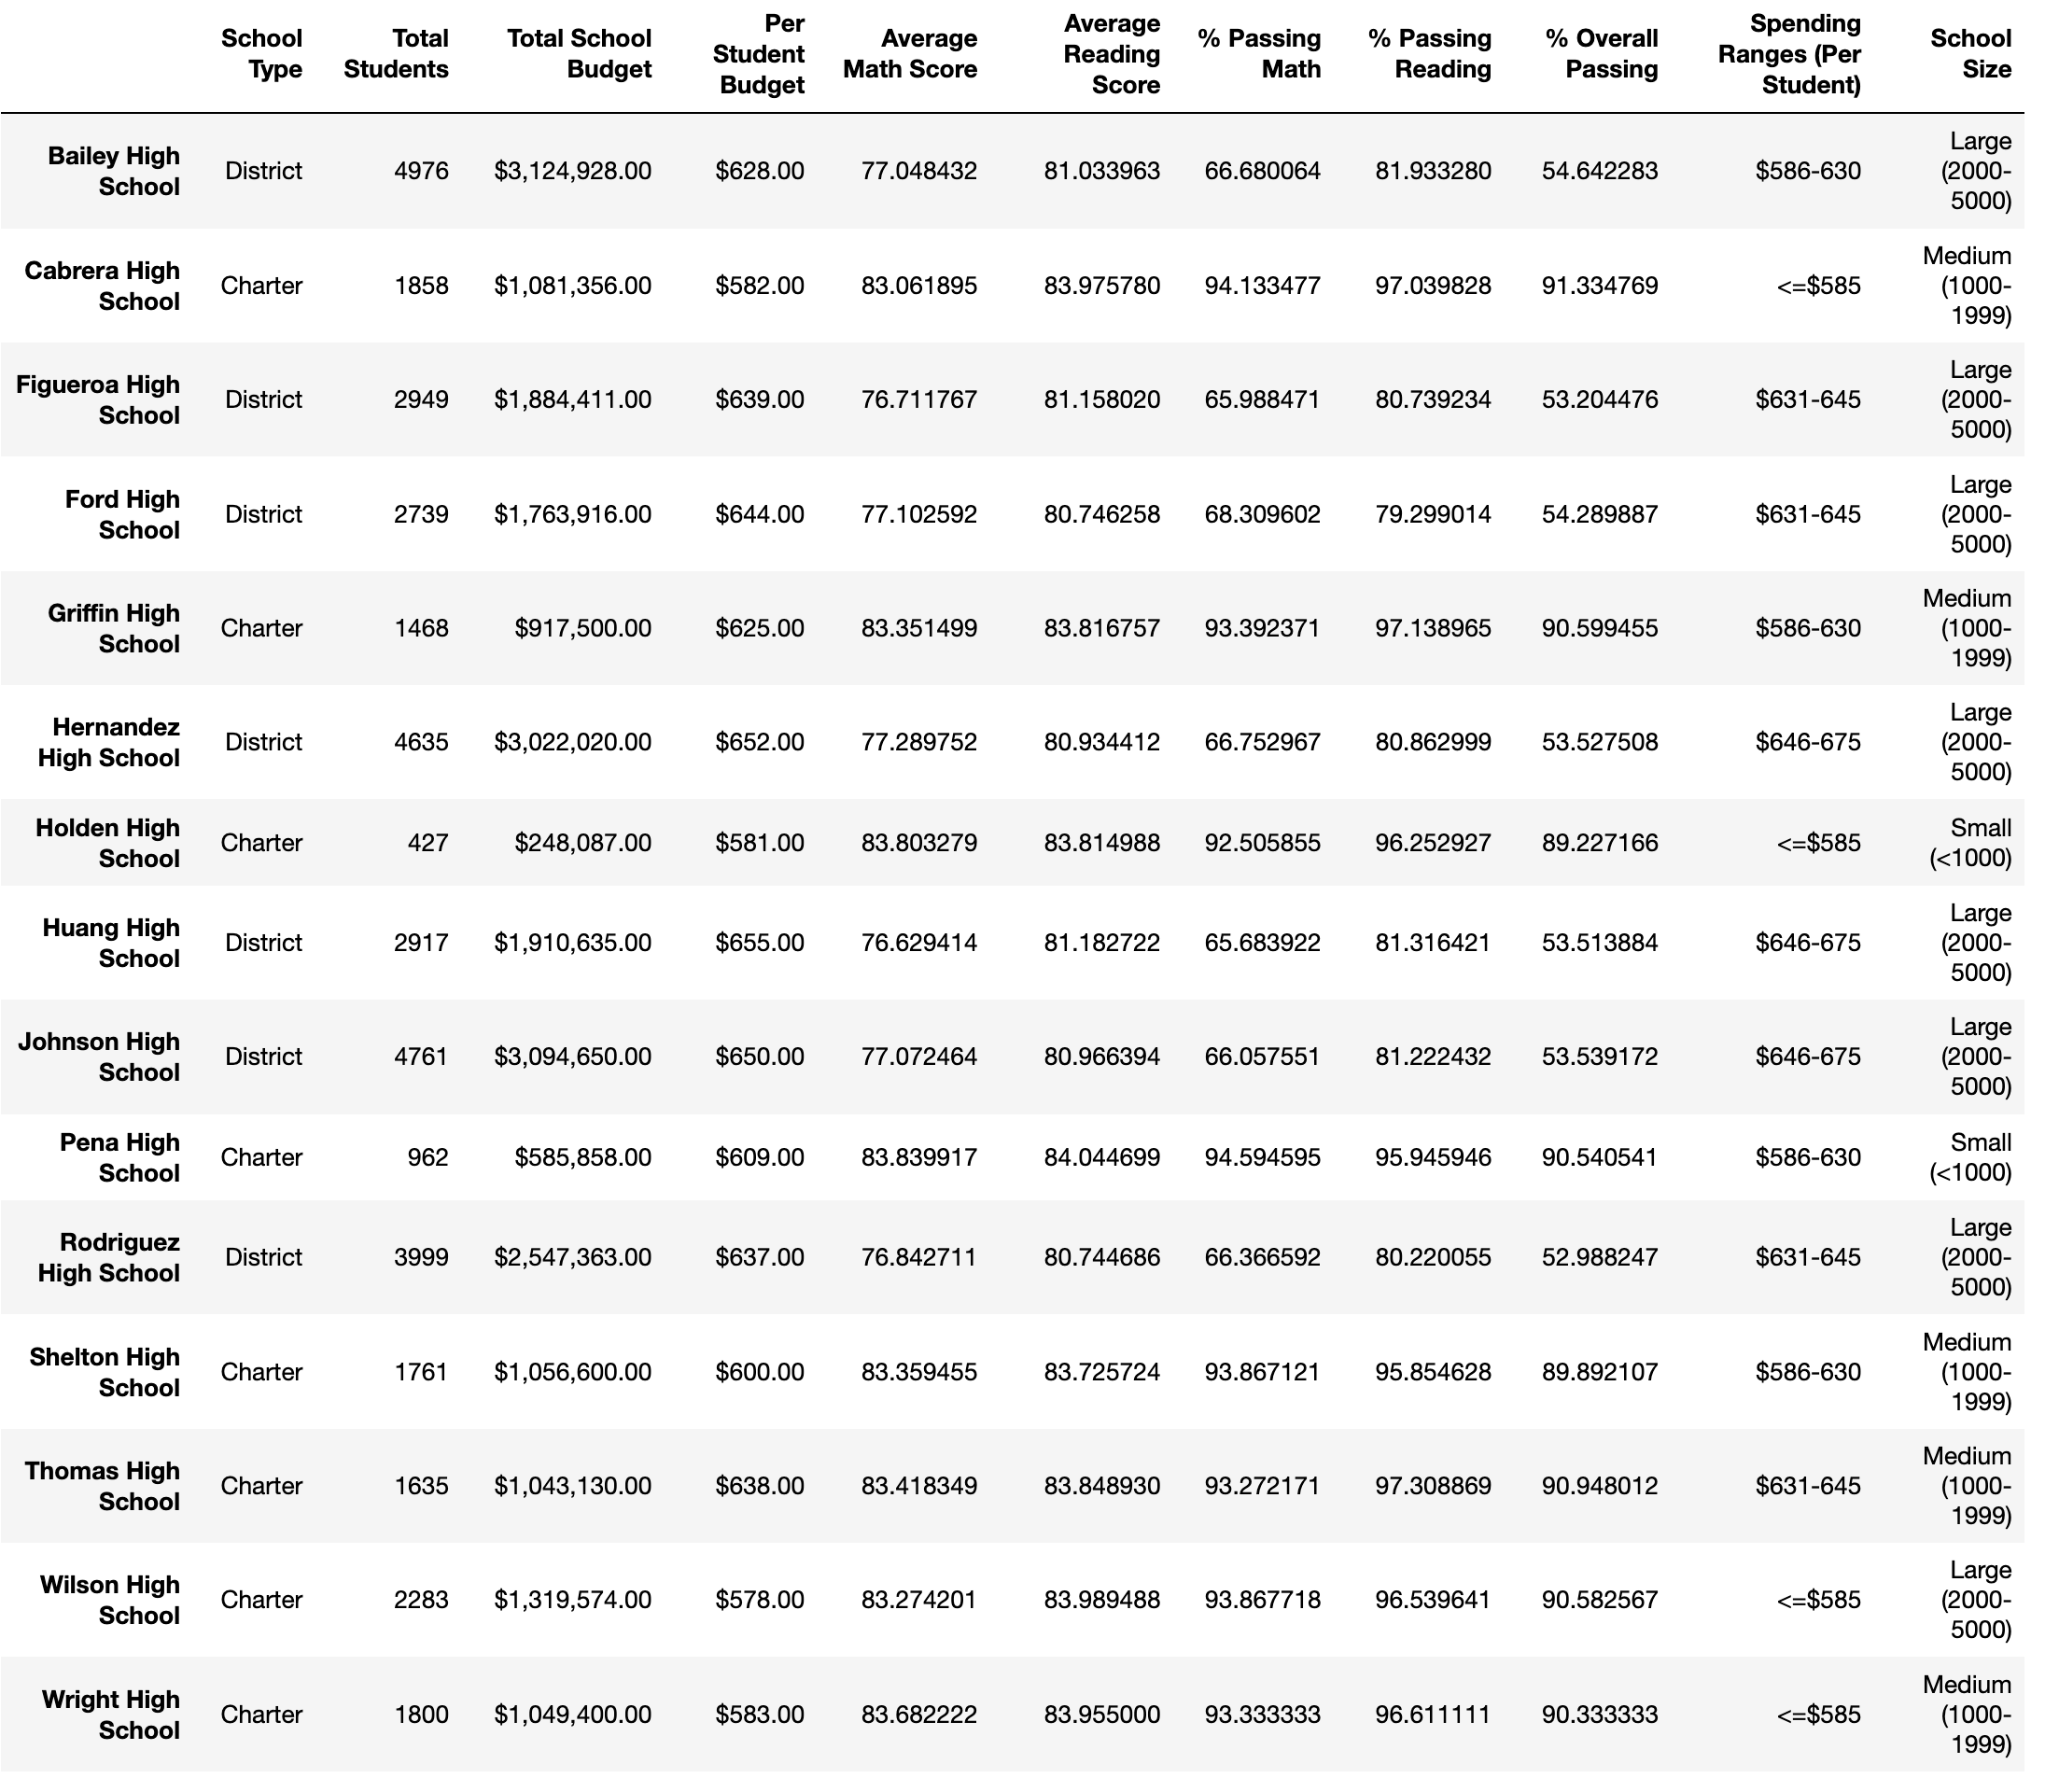 School Type Total Students Total School Budget Per Student Budget Average Math Score Average Reading Score % Passing Math % Passing Reading % Overall Passing Spending Ranges (Per Student) School Size
Bailey High School District 4976 $3,124,928.00 $628.00 77.048432 81.033963 66.680064 81.933280 54.642283 $586-630 Large (2000-5000)
Cabrera High School Charter 1858 $1,081,356.00 $582.00 83.061895 83.975780 94.133477 97.039828 91.334769 <=$585 Medium (1000-1999)
Figueroa High School District 2949 $1,884,411.00 $639.00 76.711767 81.158020 65.988471 80.739234 53.204476 $631-645 Large (2000-5000)
Ford High School District 2739 $1,763,916.00 $644.00 77.102592 80.746258 68.309602 79.299014 54.289887 $631-645 Large (2000-5000)
Griffin High School Charter 1468 $917,500.00 $625.00 83.351499 83.816757 93.392371 97.138965 90.599455 $586-630 Medium (1000-1999)
Hernandez High School District 4635 $3,022,020.00 $652.00 77.289752 80.934412 66.752967 80.862999 53.527508 $646-675 Large (2000-5000)
Holden High School Charter 427 $248,087.00 $581.00 83.803279 83.814988 92.505855 96.252927 89.227166 <=$585 Small (<1000)
Huang High School District 2917 $1,910,635.00 $655.00 76.629414 81.182722 65.683922 81.316421 53.513884 $646-675 Large (2000-5000)
Johnson High School District 4761 $3,094,650.00 $650.00 77.072464 80.966394 66.057551 81.222432 53.539172 $646-675 Large (2000-5000)
Pena High School Charter 962 $585,858.00 $609.00 83.839917 84.044699 94.594595 95.945946 90.540541 $586-630 Small (<1000)
Rodriguez High School District 3999 $2,547,363.00 $637.00 76.842711 80.744686 66.366592 80.220055 52.988247 $631-645 Large (2000-5000)
Shelton High School Charter 1761 $1,056,600.00 $600.00 83.359455 83.725724 93.867121 95.854628 89.892107 $586-630 Medium (1000-1999)
Thomas High School Charter 1635 $1,043,130.00 $638.00 83.418349 83.848930 93.272171 97.308869 90.948012 $631-645 Medium (1000-1999)
Wilson High School Charter 2283 $1,319,574.00 $578.00 83.274201 83.989488 93.867718 96.539641 90.582567 <=$585 Large (2000-5000)
Wright High School Charter 1800 $1,049,400.00 $583.00 83.682222 83.955000 93.333333 96.611111 90.333333 <=$585 Medium (1000-1999)